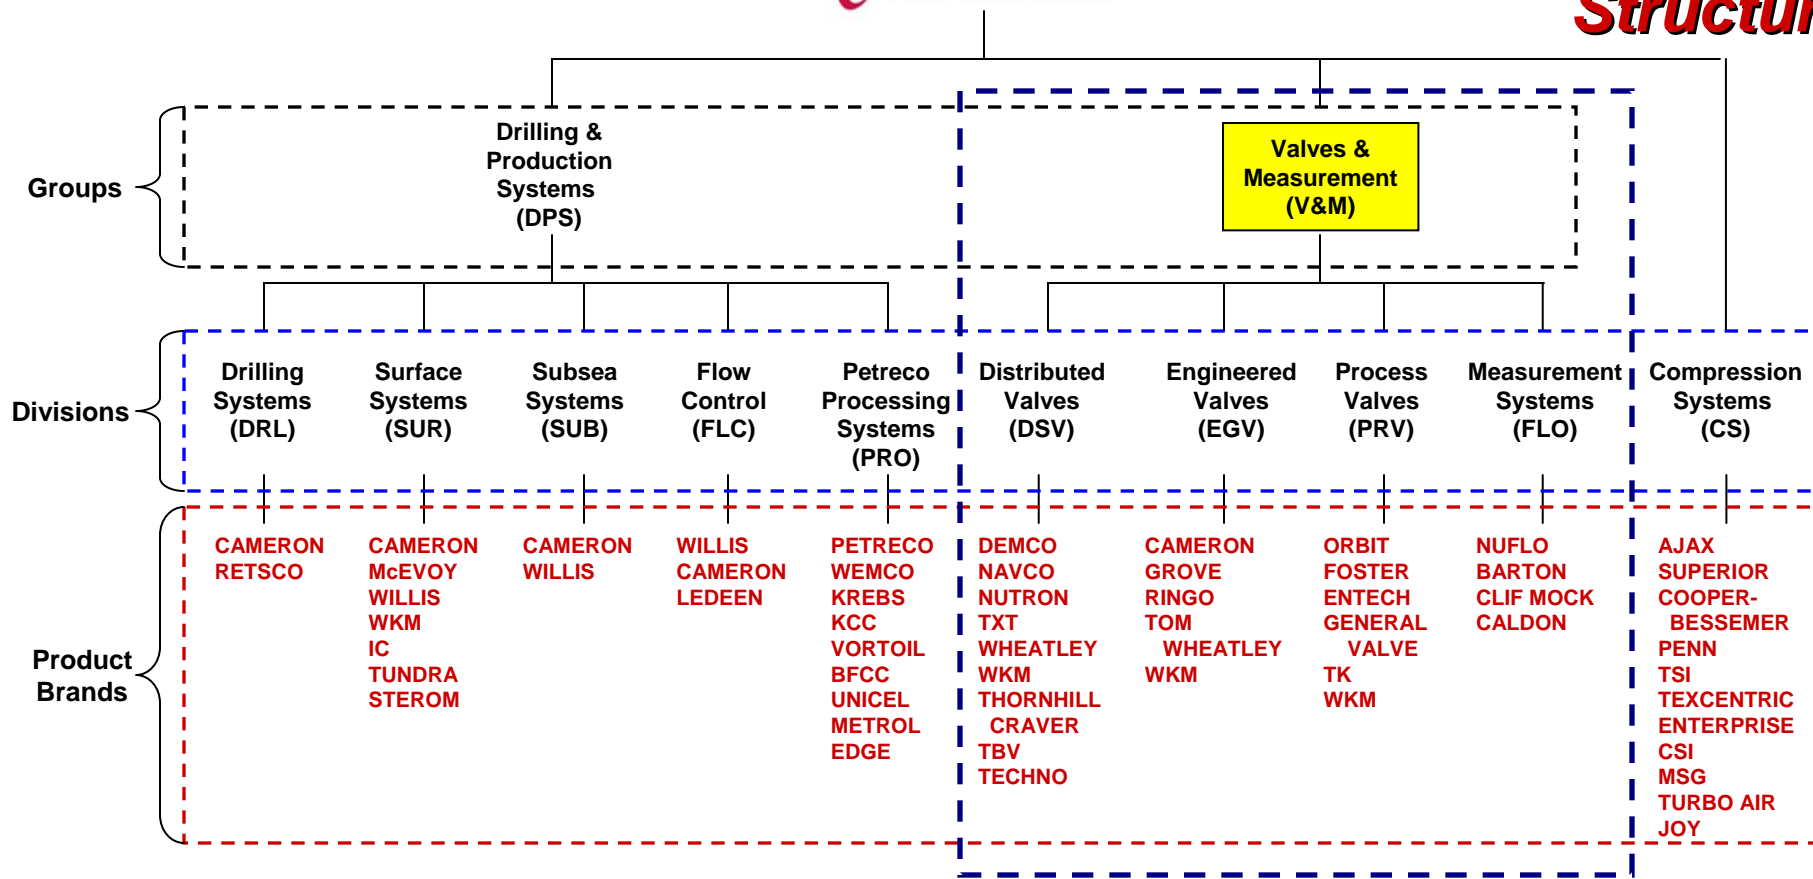 Structur
Groups
Drilling &
Production
Systems
(DPS)
Valves &
Measurement
(V&M)
Divisions
Drilling
Systems
(DRL)
Surface
Systems
(SUR)
Subsea
Systems
(SUB)
Flow
Control
(FLC)
Petreco
Processing
Systems
(PRO)
Distributed
Valves
(DSV)
Engineered
Valves
(EGV)
Process
Valves
(PRV)
Measurement
Systems
(FLO)
Compression
Systems
(CS)
Product
Brands
CAMERON
RETSCO
CAMERON
McEVOY
WILLIS
WKM
IC
TUNDRA
STEROM
CAMERON
WILLIS
WILLIS
CAMERON
LEDEEN
PETRECO
WEMCO
KREBS
KCC
VORTOIL
BFCC
UNICEL
METROL
EDGE
DEMCO
NAVCO
NUTRON
TXT
WHEATLEY
WKM
THORNHILL
CRAVER
TBV
TECHNO
CAMERON
GROVE
RINGO
TOM
WHEATLEY
WKM
ORBIT
FOSTER
ENTECH
GENERAL
VALVE
TK
WKM
NUFLO
BARTON
CLIF MOCK
CALDON
AJAX
SUPERIOR
COOPER-
BESSEMER
PENN
TSI
TEXCENTRIC
ENTERPRISE
CSI
MSG
TURBO AIR
JOY